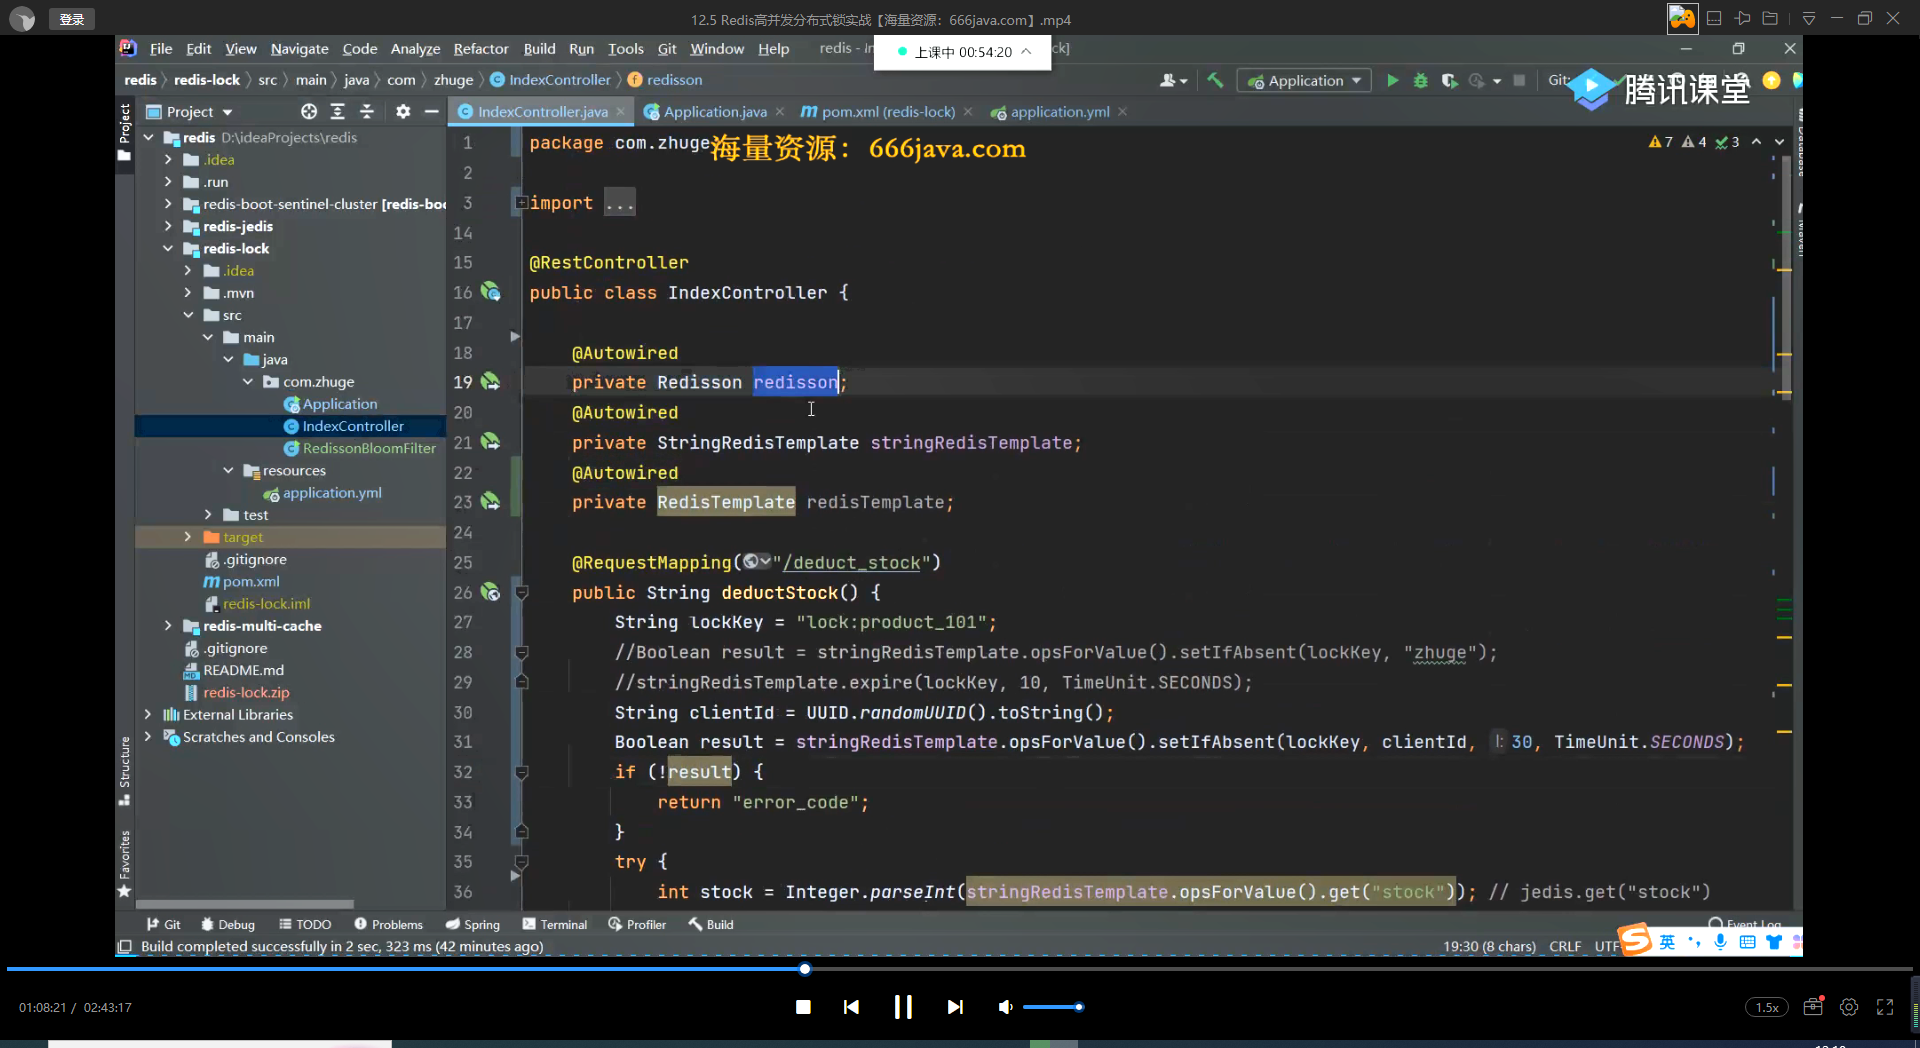 登录
12.5 Redis高并发分布式锁实战【海量资源：666java.com】.mp4
File Edit View Navigate Code Analyze Refactor Build Run Tools Git Window Help
上课中 00:54:20
redis redis-lock src main java com zhuge IndexController redisson
Application
Git:
腾讯课堂
Project
IndexController.java Application.java pom.xml (redis-lock) application.yml
海量资源：666java.com
7 4 3
Project
redis D:\ideaProjects\redis
.idea
.run
redis-boot-sentinel-cluster
redis-jedis
redis-lock
.idea
.mvn
src
main
java
com.zhuge
Application
IndexController
RedissonBloomFilter
resources
application.yml
test
target
.gitignore
pom.xml
redis-lock.iml
redis-multi-cache
.gitignore
README.md
redis-lock.zip
External Libraries
Scratches and Consoles
Structure
Favorites
1 package com.zhuge
2
3 import ...
14
15 @RestController
16 public class IndexController {
17
18 @Autowired
19 private Redisson redisson;
20 @Autowired
21 private StringRedisTemplate stringRedisTemplate;
22 @Autowired
23 private RedisTemplate redisTemplate;
24
25 @RequestMapping("/deduct_stock")
26 public String deductStock() {
27 String lockKey = "lock:product_101";
28 //Boolean result = stringRedisTemplate.opsForValue().setIfAbsent(lockKey, "zhuge");
29 //stringRedisTemplate.expire(lockKey, 10, TimeUnit.SECONDS);
30 String clientId = UUID.randomUUID().toString();
31 Boolean result = stringRedisTemplate.opsForValue().setIfAbsent(lockKey, clientId, l: 30, TimeUnit.SECONDS);
32 if (!result) {
33 return "error_code";
34 }
35 try {
36 int stock = Integer.parseInt(stringRedisTemplate.opsForValue().get("stock")); // jedis.get("stock")
Git Debug TODO Problems Spring Terminal Profiler Build Event Log
Build completed successfully in 2 sec, 323 ms (42 minutes ago)
19:30 (8 chars) CRLF UTF
英
01:08:21 / 02:43:17
1.5x